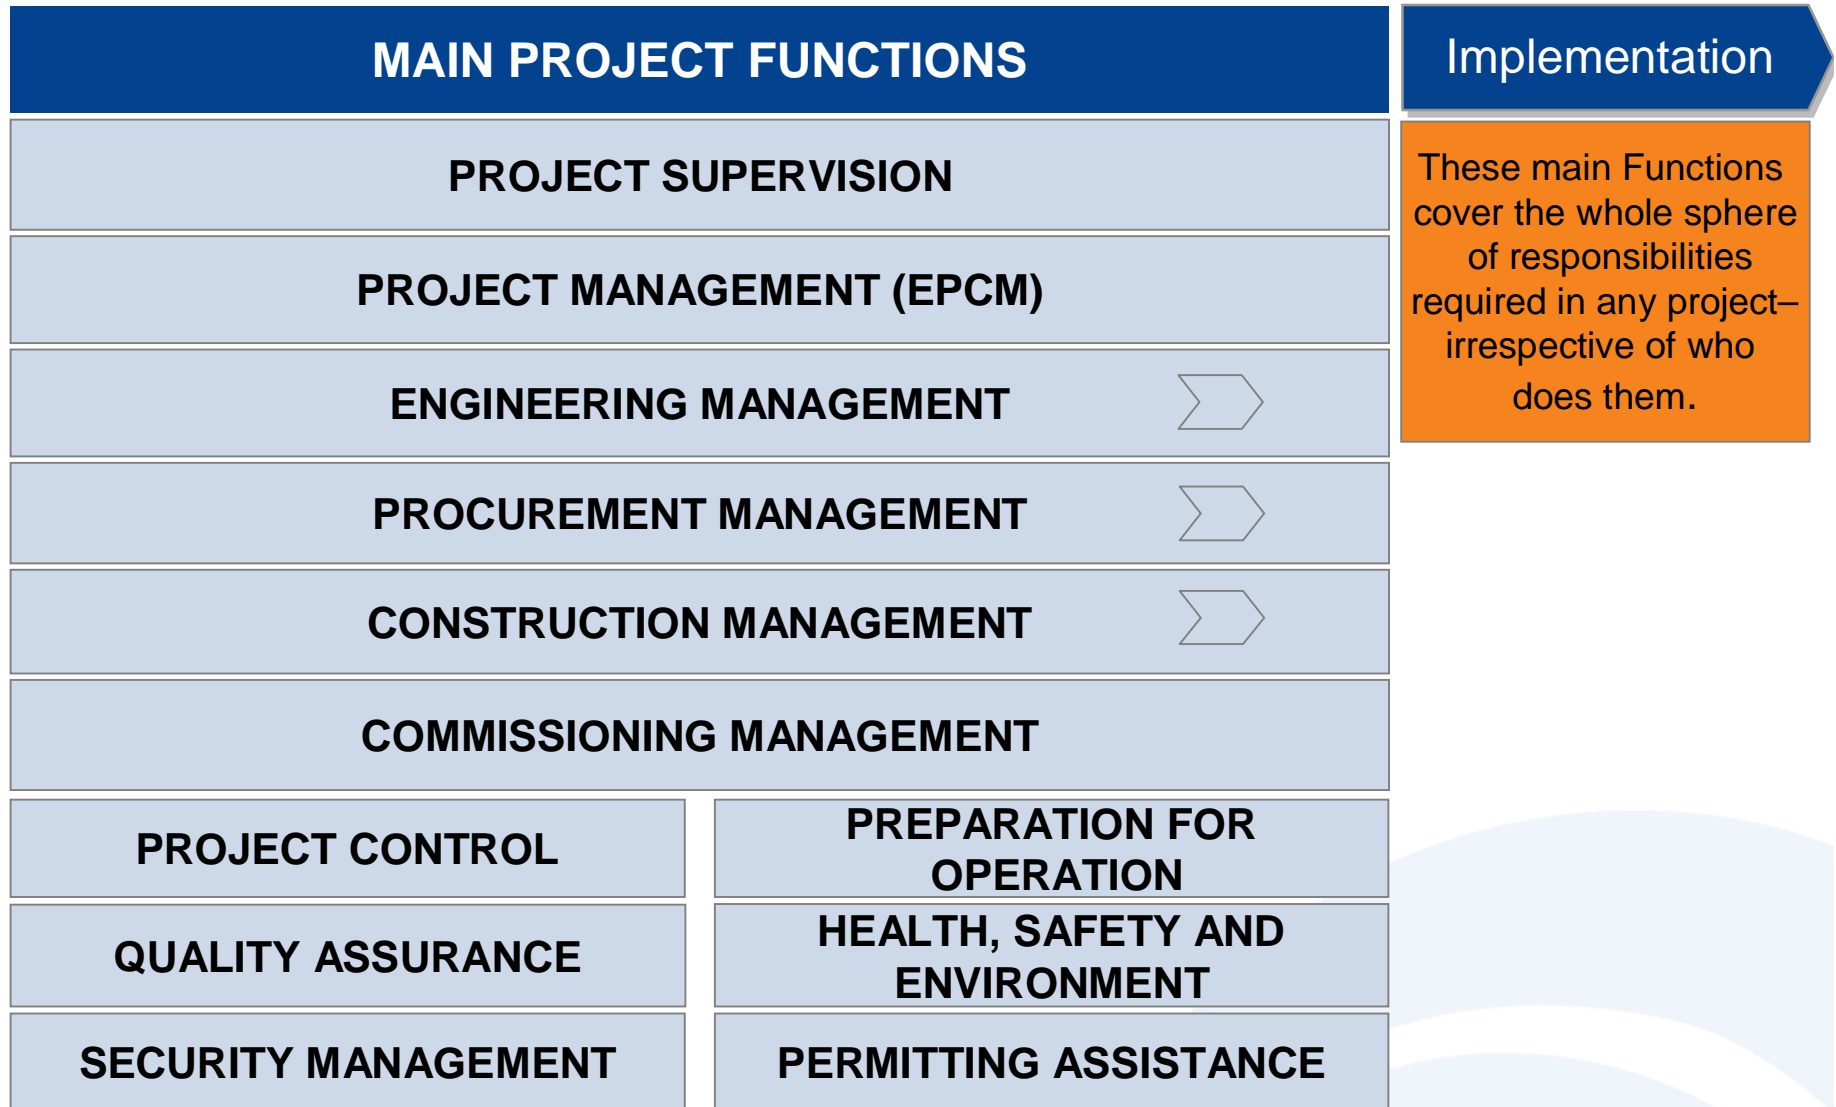 MAIN PROJECT FUNCTIONS
Implementation
PROJECT SUPERVISION
These main Functions
cover the whole sphere
of responsibilities
required in any project–
irrespective of who
does them.
PROJECT MANAGEMENT (EPCM)
ENGINEERING MANAGEMENT
PROCUREMENT MANAGEMENT
CONSTRUCTION MANAGEMENT
COMMISSIONING MANAGEMENT
PROJECT CONTROL
PREPARATION FOR
OPERATION
QUALITY ASSURANCE
HEALTH, SAFETY AND
ENVIRONMENT
SECURITY MANAGEMENT
PERMITTING ASSISTANCE